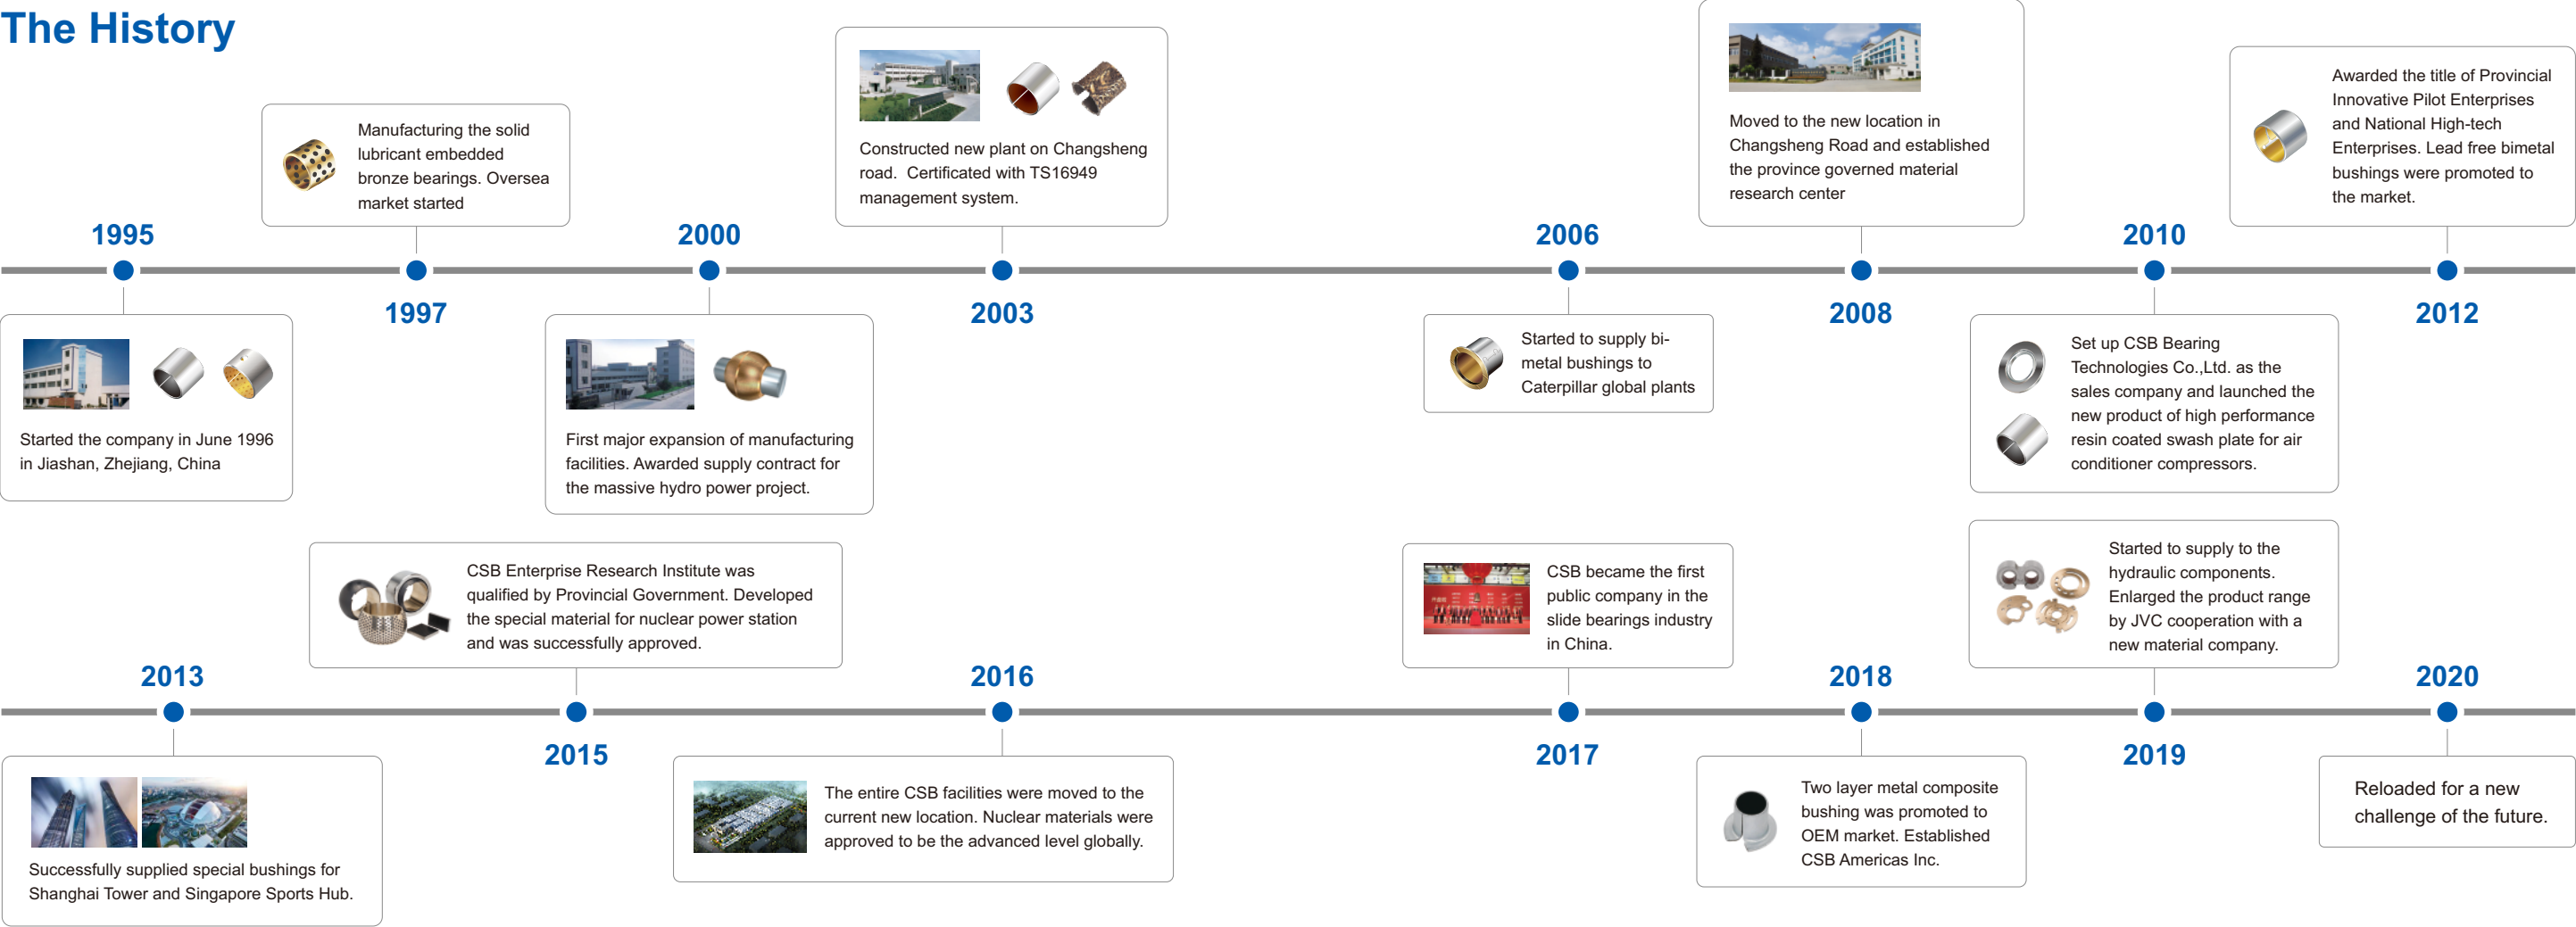 The History
1995
Started the company in June 1996
in Jiashan, Zhejiang, China
Manufacturing the solid
lubricant embedded
bronze bearings. Oversea
market started
1997
2000
First major expansion of manufacturing
facilities. Awarded supply contract for
the massive hydro power project.
Constructed new plant on Changsheng
road.  Certificated with TS16949
management system.
2003
2006
Started to supply bi-
metal bushings to
Caterpillar global plants
Moved to the new location in
Changsheng Road and established
the province governed material
research center
2008
2010
Set up CSB Bearing
Technologies Co.,Ltd. as the
sales company and launched the
new product of high performance
resin coated swash plate for air
conditioner compressors.
Awarded the title of Provincial
Innovative Pilot Enterprises
and National High-tech
Enterprises. Lead free bimetal
bushings were promoted to
the market.
2012
2013
Successfully supplied special bushings for
Shanghai Tower and Singapore Sports Hub.
CSB Enterprise Research Institute was
qualified by Provincial Government. Developed
the special material for nuclear power station
and was successfully approved.
2015
2016
The entire CSB facilities were moved to the
current new location. Nuclear materials were
approved to be the advanced level globally.
CSB became the first
public company in the
slide bearings industry
in China.
2017
2018
Two layer metal composite
bushing was promoted to
OEM market. Established
CSB Americas Inc.
Started to supply to the
hydraulic components.
Enlarged the product range
by JVC cooperation with a
new material company.
2019
2020
Reloaded for a new
challenge of the future.